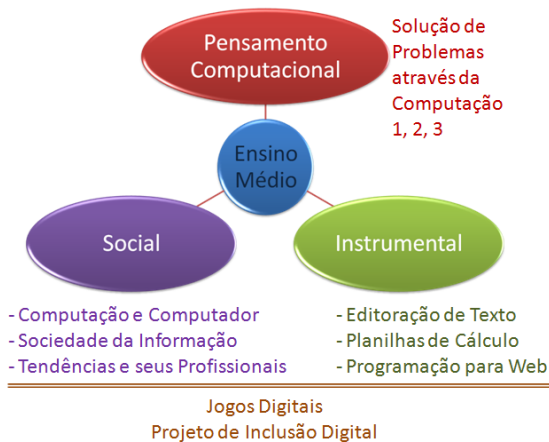 Pensamento
Computacional
Solução de
Problemas
através da
Computação
1, 2, 3
Ensino
Médio
Social
Instrumental
- Computação e Computador
- Sociedade da Informação
- Tendências e seus Profissionais
- Editoração de Texto
- Planilhas de Cálculo
- Programação para Web
Jogos Digitais
Projeto de Inclusão Digital